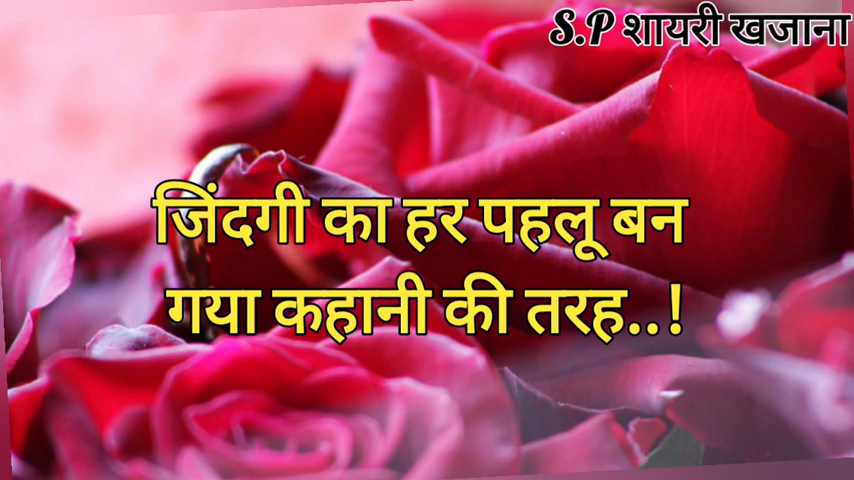 S.P शायरी खजाना
जिंदगी का हर पहलू बन
गया कहानी की तरह..!